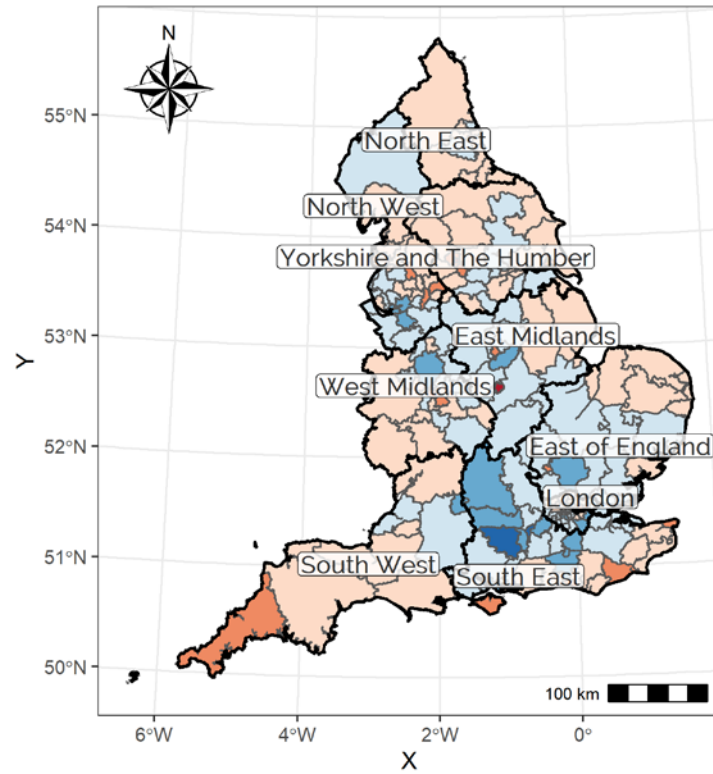 N
55°N
North East
54°N
North West
Yorkshire and The Humber
53°N
East Midlands
Y
West Midlands
52°N
East of England
London
51°N
South West
South East
50°N
100 km
6°W
4°W
2°W
0°
X